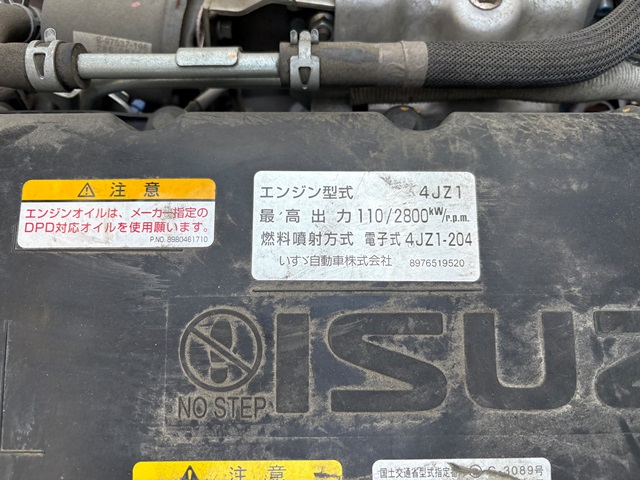 注意
エンジンオイルは、メーカー指定の
DPD対応オイルを使用願います。
P.NO. 8980461710
エンジン型式 4JZ1
最高出力 110/2800kW/r.p.m.
燃料噴射方式 電子式 4JZ1-204
いすゞ自動車株式会社 8976519520
NO STEP
ISUZ
注意
国土交通省型式指定番号
3089号